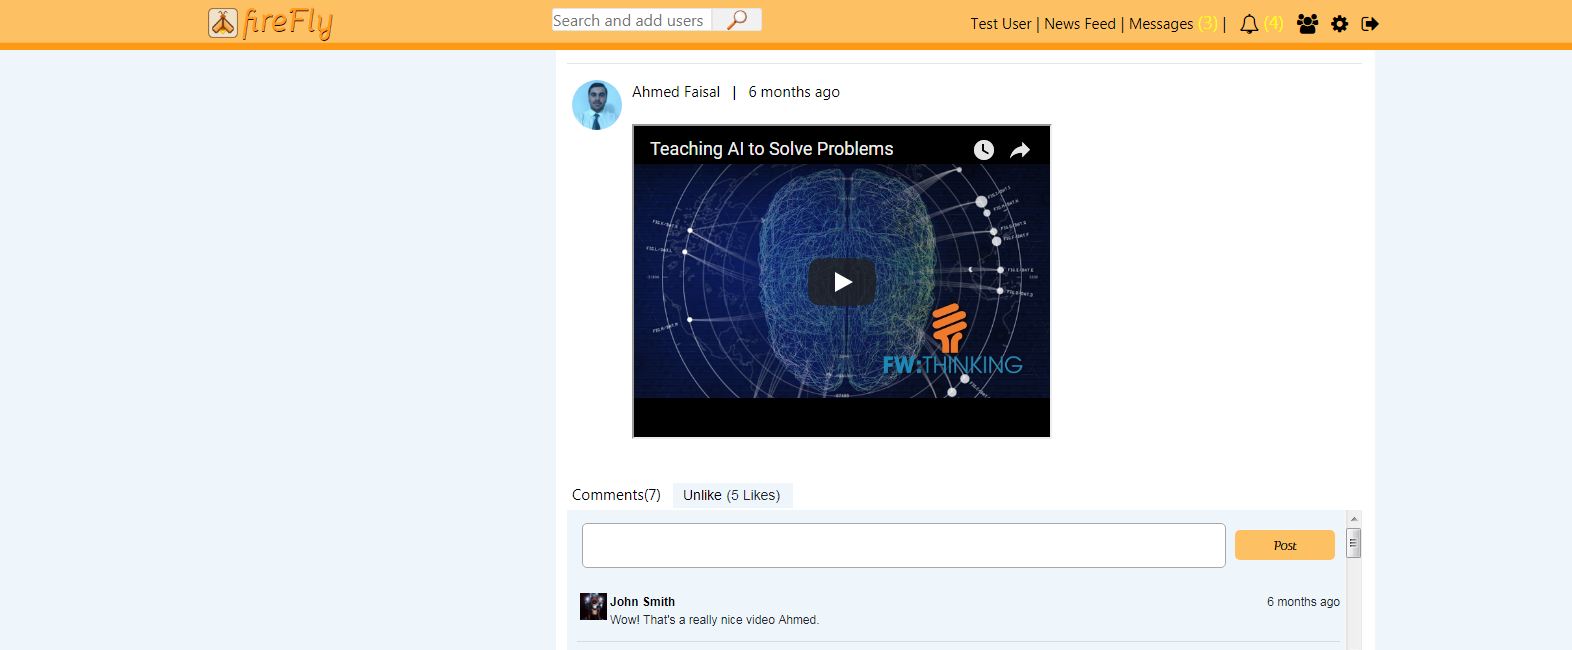 fireFly
Search and add users
Test User | News Feed | Messages (3) | (4)
Ahmed Faisal | 6 months ago
Teaching AI to Solve Problems
FW:THINKING
Comments(7) Unlike (5 Likes)
Post
John Smith 6 months ago
Wow! That's a really nice video Ahmed.